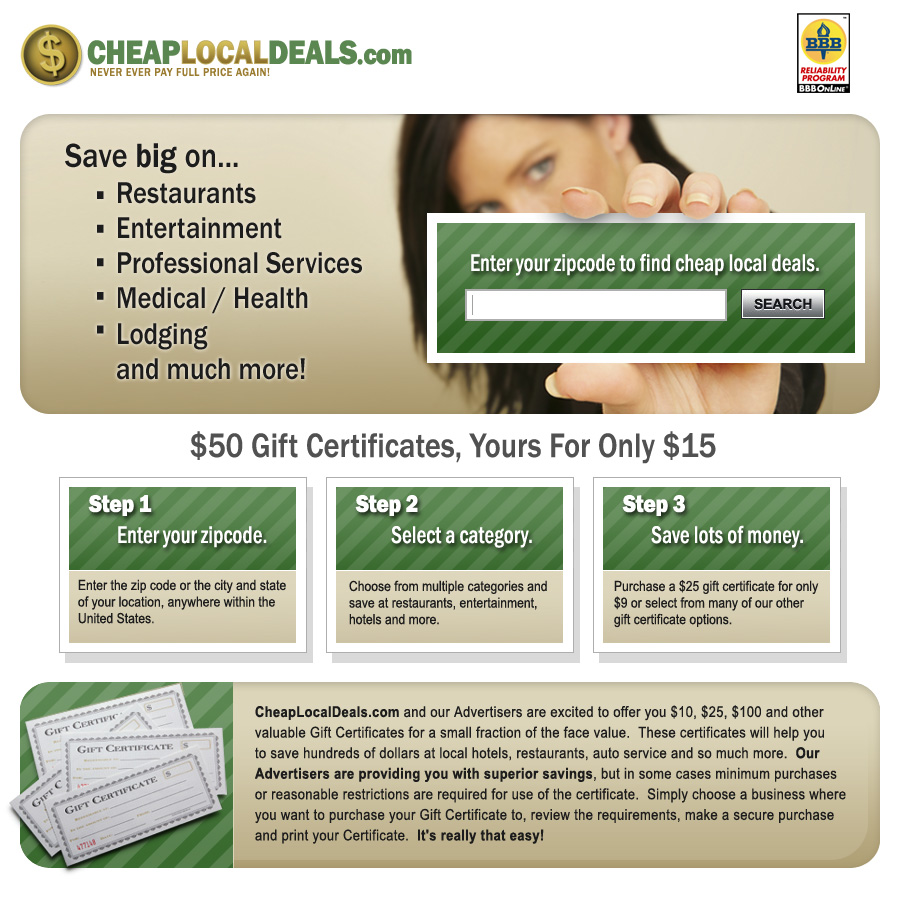 CHEAPLOCALDEALS.com
NEVER EVER PAY FULL PRICE AGAIN!
BBB
RELIABILITY
PROGRAM
BBBONLINE
Save big on...
▪ Restaurants
▪ Entertainment
▪ Professional Services
▪ Medical / Health
▪ Lodging
and much more!
Enter your zipcode to find cheap local deals.
SEARCH
$50 Gift Certificates, Yours For Only $15
Step 1
Enter your zipcode.
Enter the zip code or the city and state
of your location, anywhere within the
United States.
Step 2
Select a category.
Choose from multiple categories and
save at restaurants, entertainment,
hotels and more.
Step 3
Save lots of money.
Purchase a $25 gift certificate for only
$9 or select from many of our other
gift certificate options.
GIFT CERTIFIC
$
GIFT CERTIFICATE
$
GIFT C
GIFT CERTIFICATE
$
477148
CheapLocalDeals.com and our Advertisers are excited to offer you $10, $25, $100 and other
valuable Gift Certificates for a small fraction of the face value. These certificates will help you
to save hundreds of dollars at local hotels, restaurants, auto service and so much more. Our
Advertisers are providing you with superior savings, but in some cases minimum purchases
or reasonable restrictions are required for use of the certificate. Simply choose a business where
you want to purchase your Gift Certificate to, review the requirements, make a secure purchase
and print your Certificate. It's really that easy!